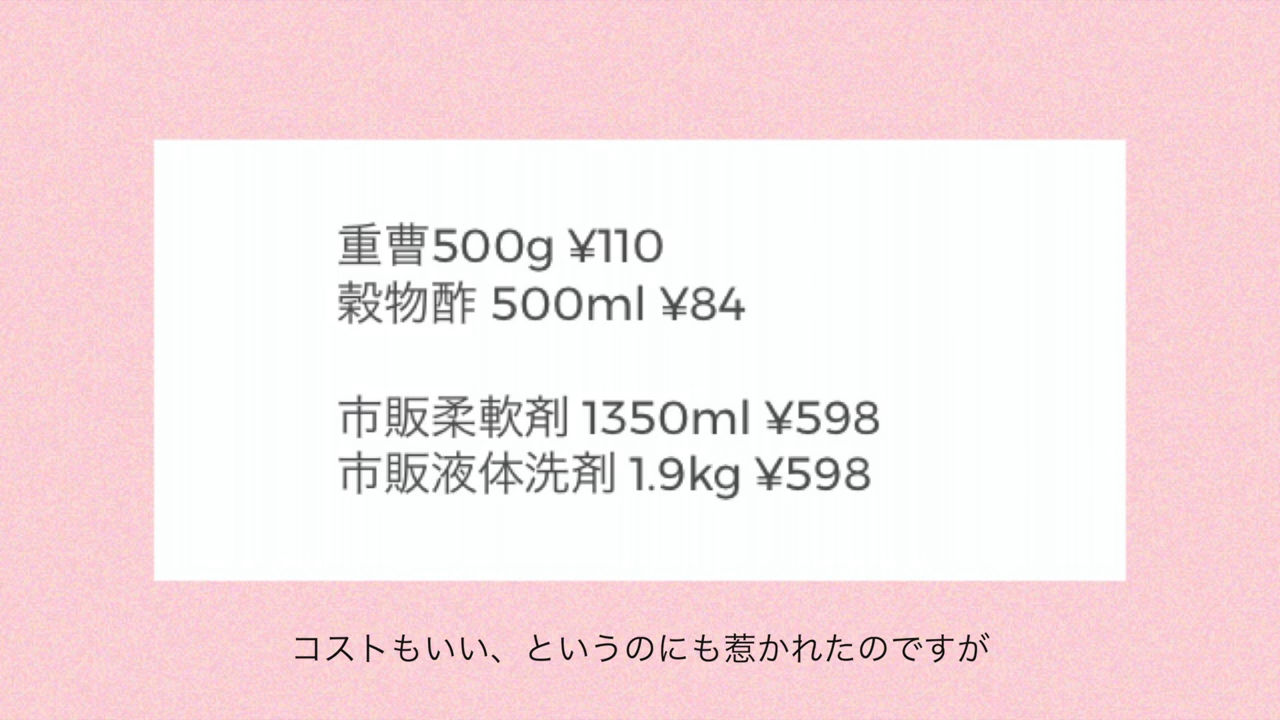 重曹500g ¥110
穀物酢 500ml ¥84
市販柔軟剤 1350ml ¥598
市販液体洗剤 1.9kg ¥598
コストもいい、というのにも惹かれたのですが